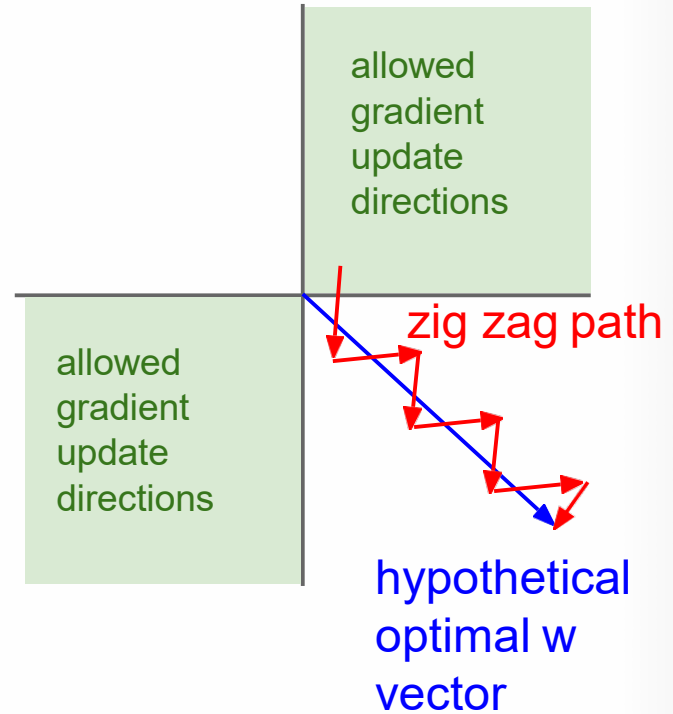 allowed
gradient
update
directions
zig zag path
allowed
gradient
update
directions
hypothetical
optimal w
vector